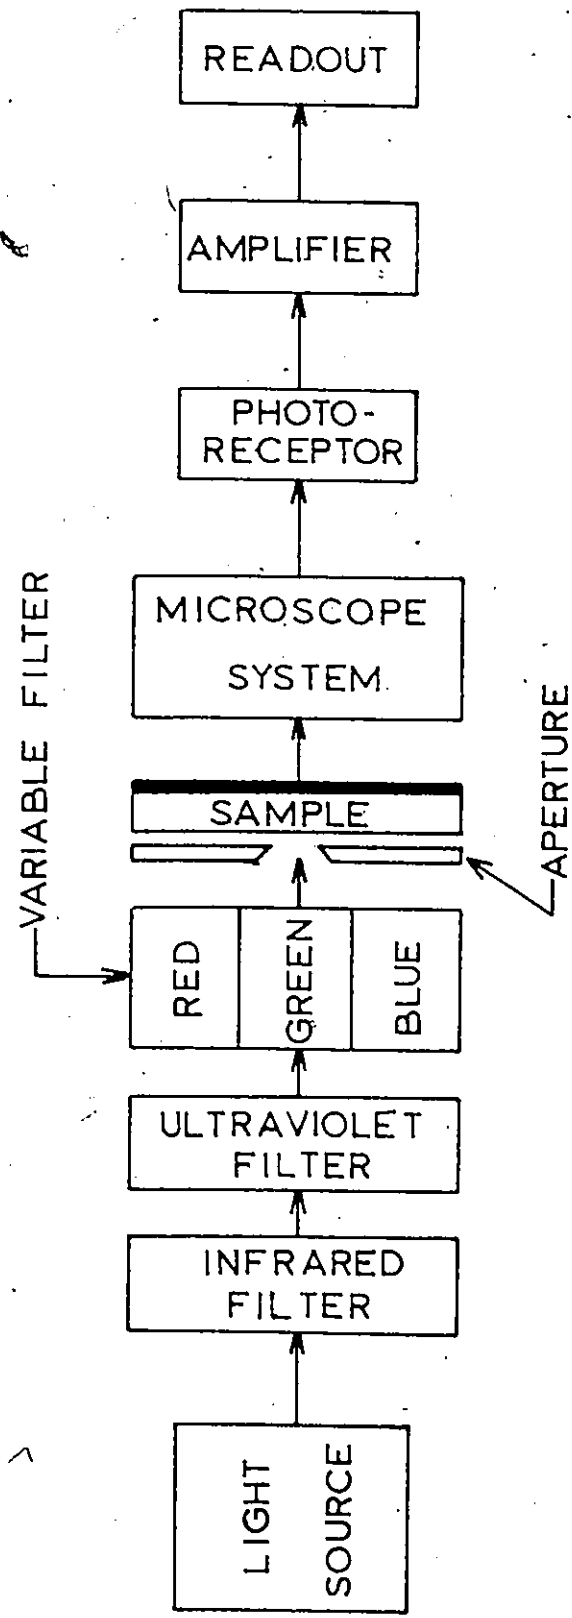 READOUT
AMPLIFIER
PHOTO-
RECEPTOR
MICROSCOPE
SYSTEM
VARIABLE FILTER
SAMPLE
APERTURE
RED
GREEN
BLUE
ULTRAVIOLET
FILTER
INFRARED
FILTER
LIGHT
SOURCE